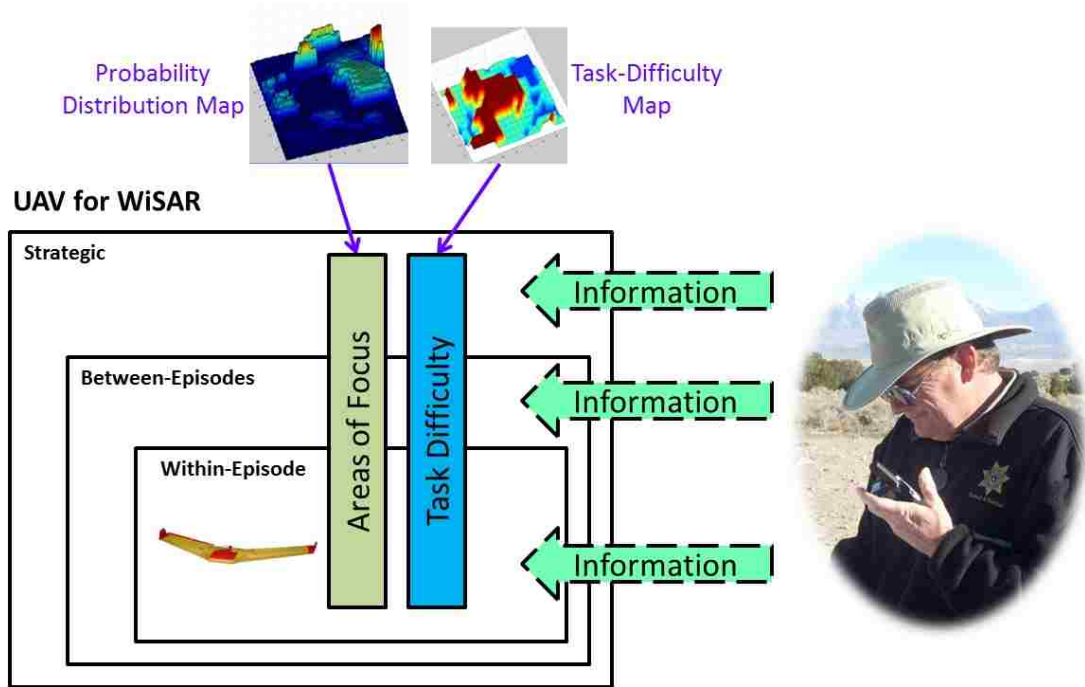 Probability
Distribution Map
Task-Difficulty
Map
UAV for WiSAR
Strategic
Information
Between-Episodes
Information
Within-Episode
Information
Areas of Focus
Task Difficulty